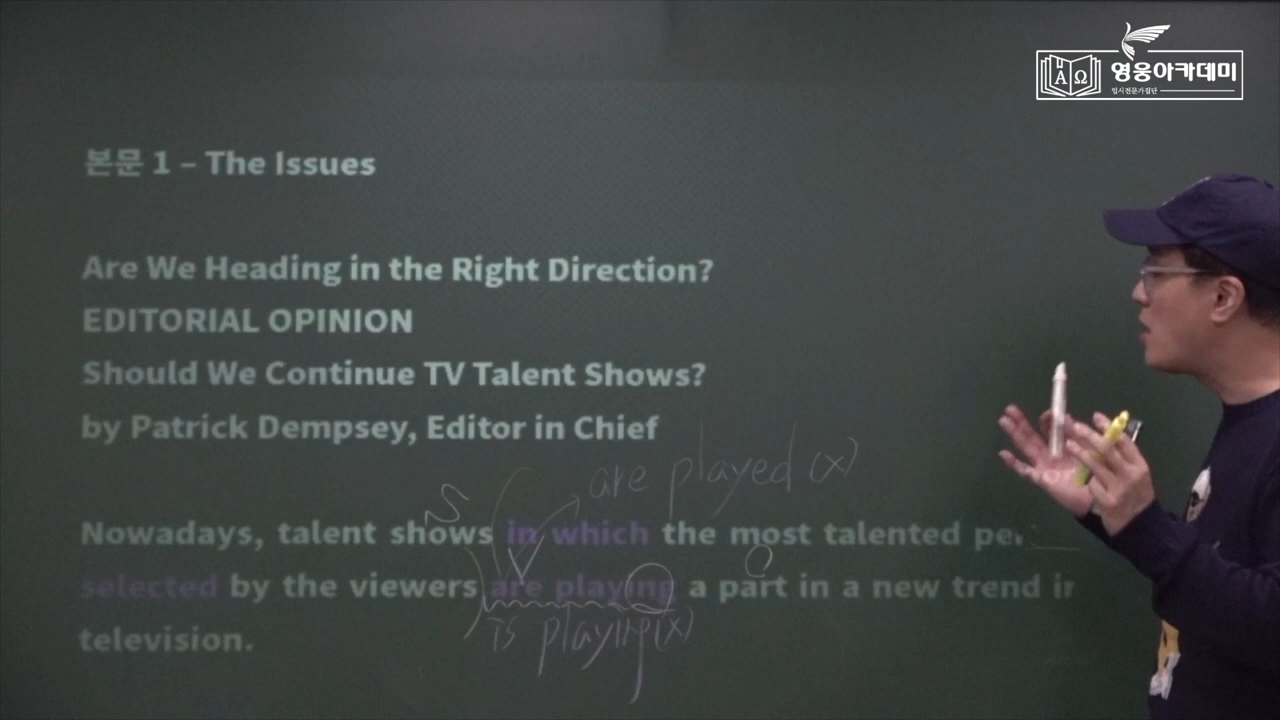 영웅아카데미
입시전문가집단
본문 1 – The Issues
Are We Heading in the Right Direction?
EDITORIAL OPINION
Should We Continue TV Talent Shows?
by Patrick Dempsey, Editor in Chief
are played (x)
S
Nowadays, talent shows in which the most talented
V
O
selected by the viewers are playing a part in a new trend
is playing (x)
television.